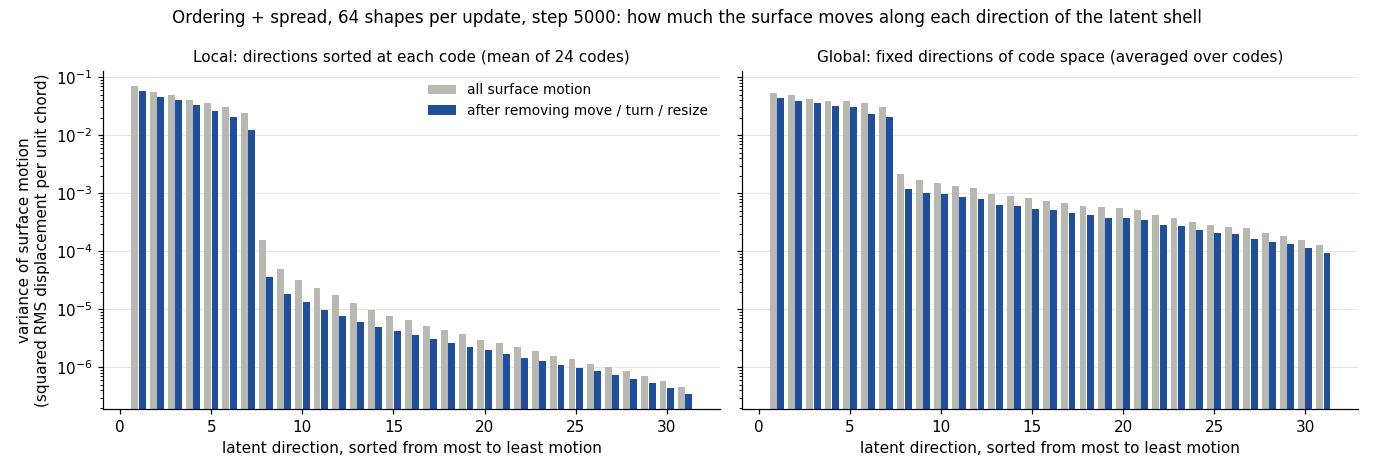 Ordering + spread, 64 shapes per update, step 5000: how much the surface moves along each direction of the latent shell
Local: directions sorted at each code (mean of 24 codes)
Global: fixed directions of code space (averaged over codes)
all surface motion
after removing move / turn / resize
variance of surface motion
(squared RMS displacement per unit chord)
10⁻¹
10⁻²
10⁻³
10⁻⁴
10⁻⁵
10⁻⁶
0 5 10 15 20 25 30
0 5 10 15 20 25 30
latent direction, sorted from most to least motion
latent direction, sorted from most to least motion